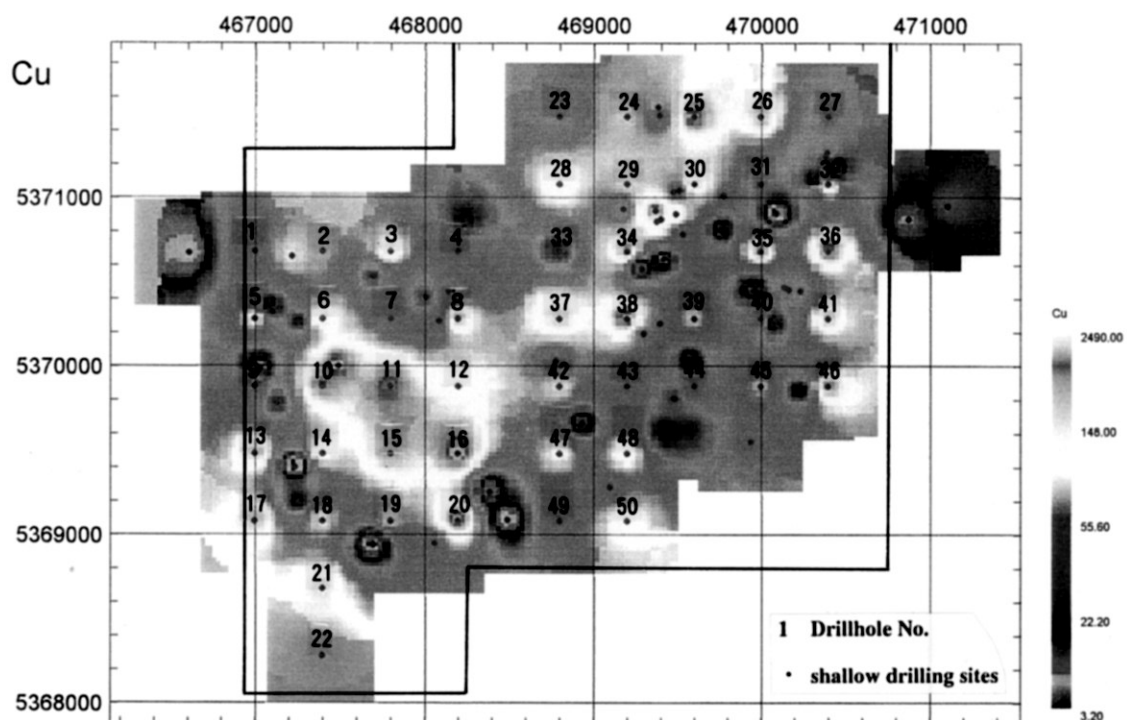 467000 468000 469000 470000 471000
Cu
23 24 25 26 27
28 29 30 31 32
5371000
1 2 3 4 33 34 35 36
5 6 7 8 37 38 39 40 41
Cu
2490.00
5370000
9 10 11 12 42 43 44 45 46
148.00
13 14 15 16 47 48
17 18 19 20 49 50
55.60
5369000
21
22.20
22
1 Drillhole No.
• shallow drilling sites
5368000
3.20